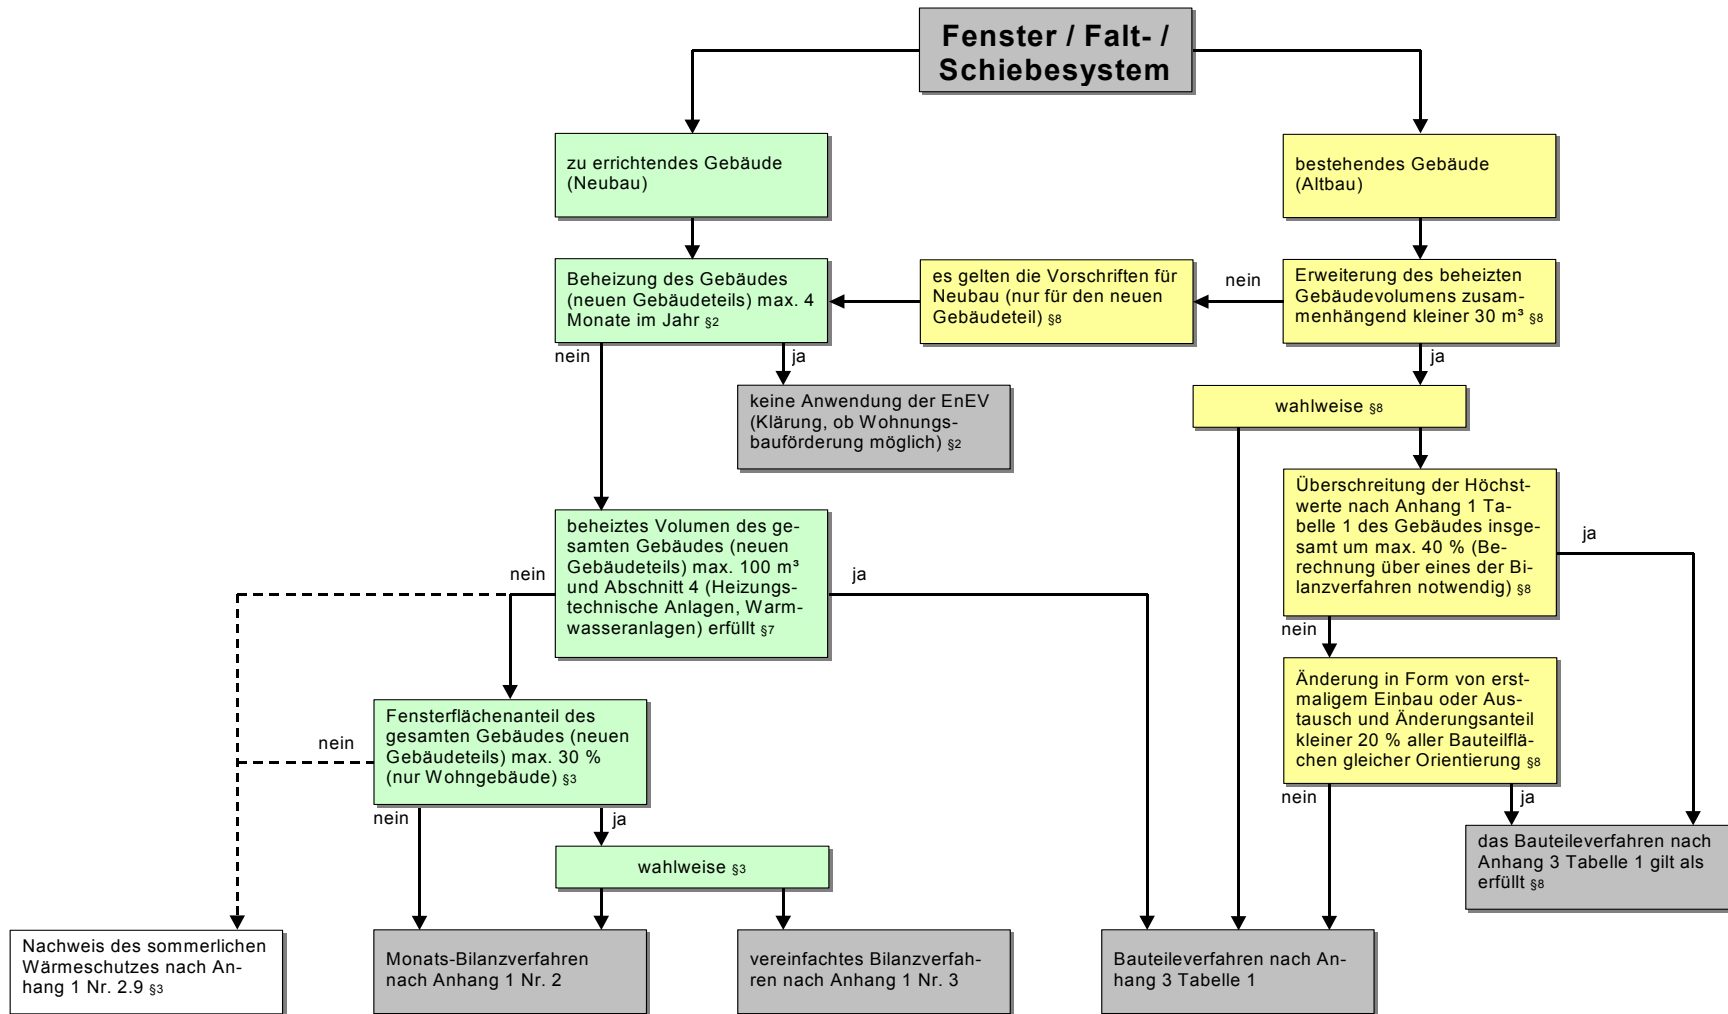 Fenster / Falt- /
Schiebesystem
zu errichtendes Gebäude
(Neubau)
bestehendes Gebäude
(Altbau)
Beheizung des Gebäudes
(neuen Gebäudeteils) max. 4
Monate im Jahr §2
es gelten die Vorschriften für
Neubau (nur für den neuen
Gebäudeteil) §8
nein
Erweiterung des beheizten
Gebäudevolumens zusam-
menhängend kleiner 30 m³ §8
nein
ja
ja
keine Anwendung der EnEV
(Klärung, ob Wohnungs-
bauförderung möglich) §2
wahlweise §8
Überschreitung der Höchst-
werte nach Anhang 1 Ta-
belle 1 des Gebäudes insge-
samt um max. 40 % (Be-
rechnung über eines der Bi-
lanzverfahren notwendig) §8
ja
nein
beheiztes Volumen des ge-
samten Gebäudes (neuen
Gebäudeteils) max. 100 m³
und Abschnitt 4 (Heizungs-
technische Anlagen, Warm-
wasseranlagen) erfüllt §7
nein
ja
Änderung in Form von erst-
maligem Einbau oder Aus-
tausch und Änderungsanteil
kleiner 20 % aller Bauteilflä-
chen gleicher Orientierung §8
nein
ja
Fensterflächenanteil des
gesamten Gebäudes (neuen
Gebäudeteils) max. 30 %
(nur Wohngebäude) §3
nein
nein
ja
das Bauteileverfahren nach
Anhang 3 Tabelle 1 gilt als
erfüllt §8
wahlweise §3
Nachweis des sommerlichen
Wärmeschutzes nach An-
hang 1 Nr. 2.9 §3
Monats-Bilanzverfahren
nach Anhang 1 Nr. 2
vereinfachtes Bilanzverfah-
ren nach Anhang 1 Nr. 3
Bauteileverfahren nach An-
hang 3 Tabelle 1